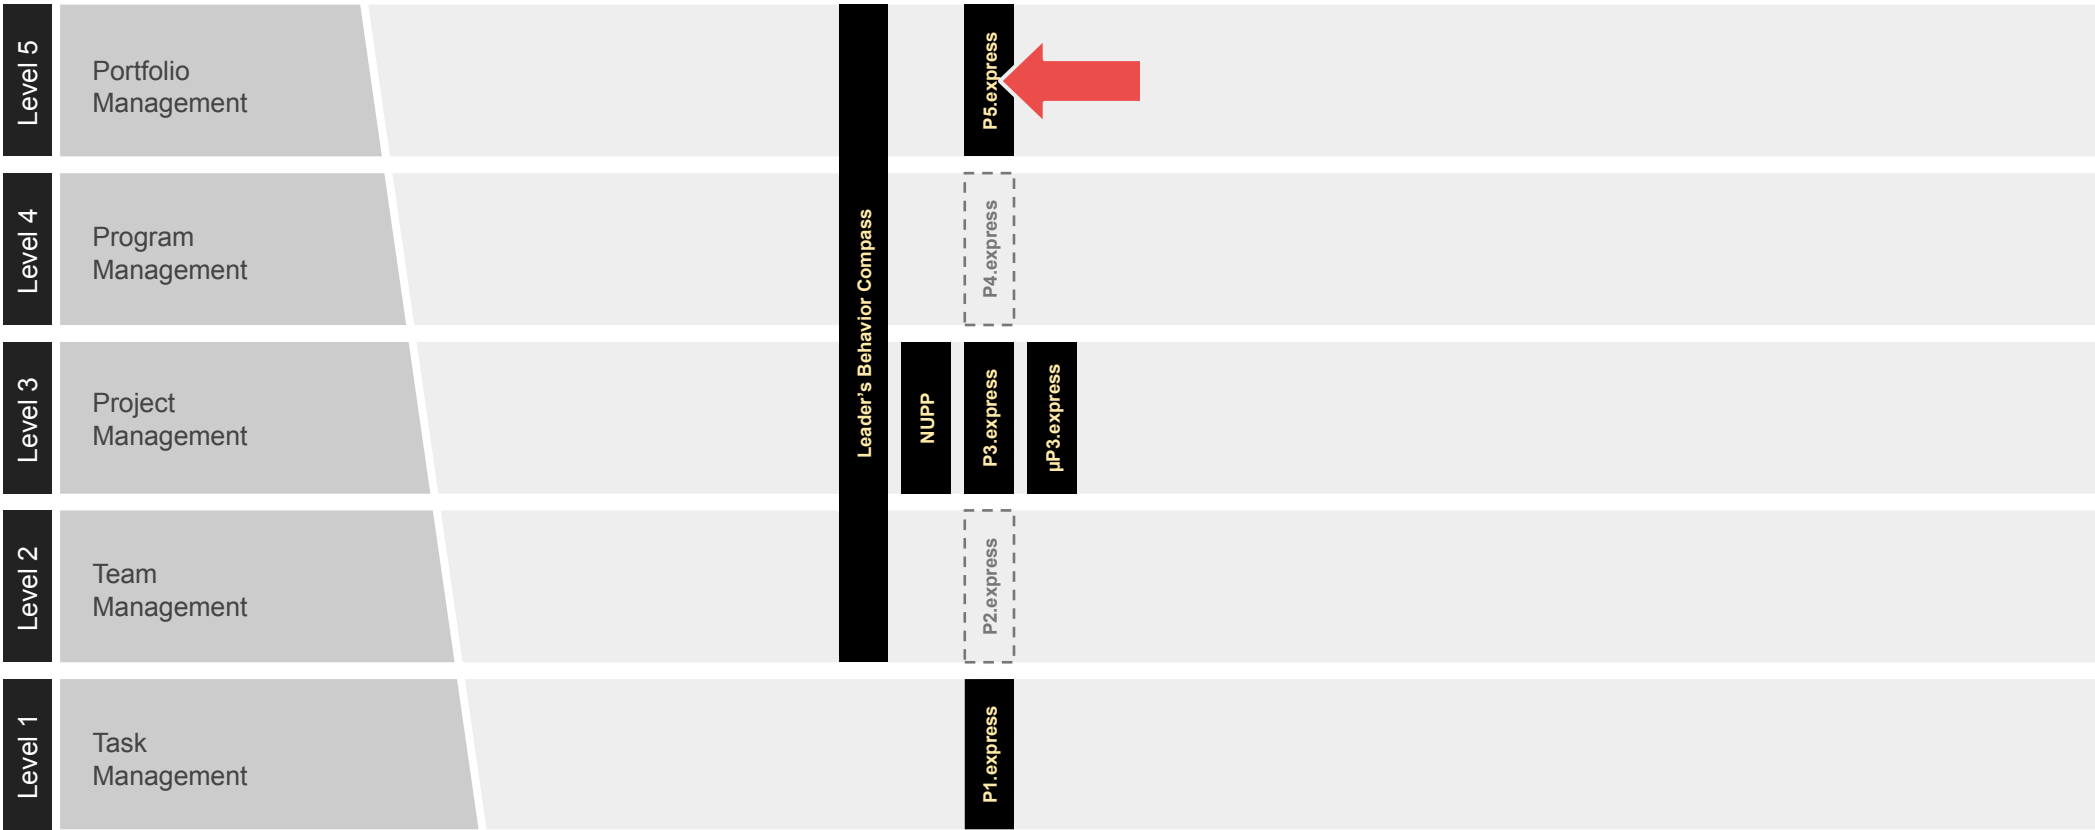 Level 5
Portfolio
Management
P5.express
Level 4
Program
Management
P4.express
Leader’s Behavior Compass
Level 3
Project
Management
NUPP
P3.express
µP3.express
Level 2
Team
Management
P2.express
Level 1
Task
Management
P1.express